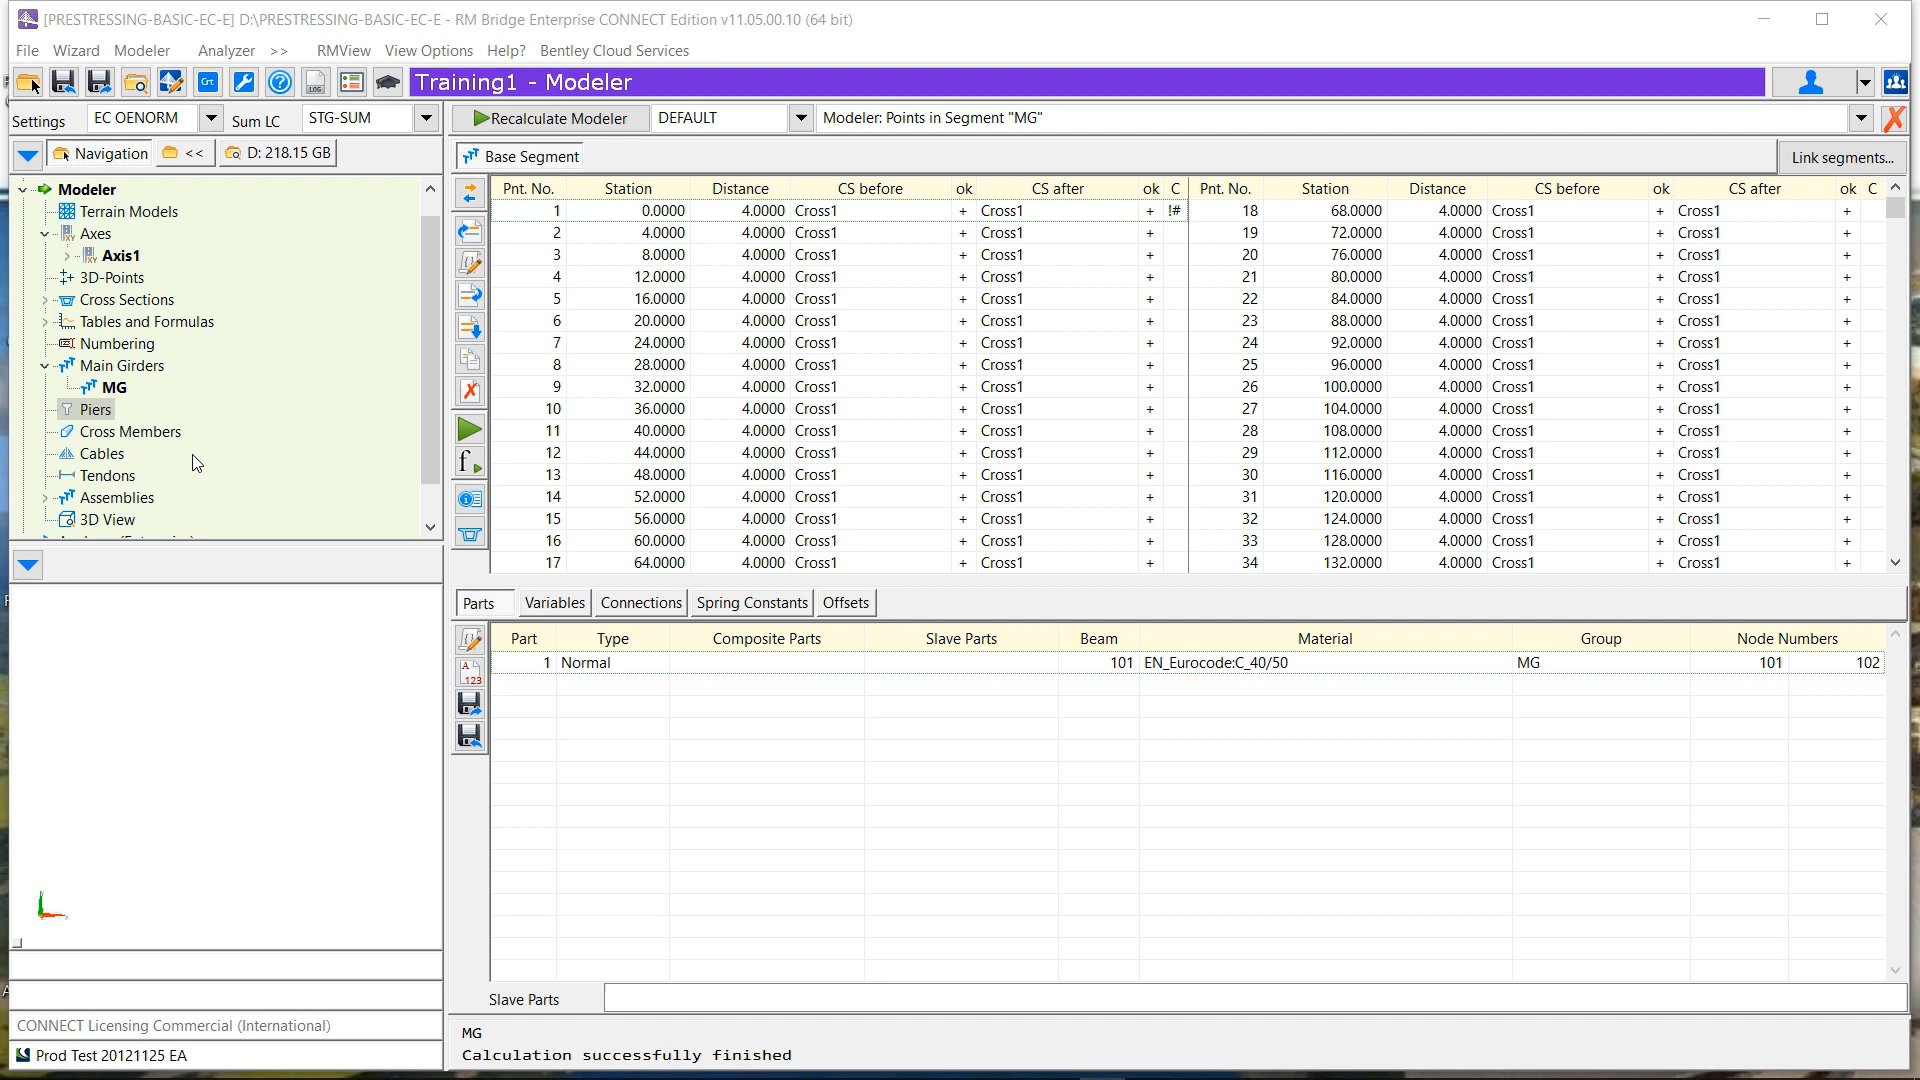 [PRESTRESSING-BASIC-EC-E] D:\PRESTRESSING-BASIC-EC-E - RM Bridge Enterprise CONNECT Edition v11.05.00.10 (64 bit)
File Wizard Modeler Analyzer >> RMView View Options Help? Bentley Cloud Services
Crt LOG Training1 - Modeler
Settings EC OENORM Sum LC STG-SUM Recalculate Modeler DEFAULT Modeler: Points in Segment "MG"
Navigation << D: 218.15 GB
Base Segment Link segments...
Modeler
Terrain Models
Axes
Axis1
3D-Points
Cross Sections
Tables and Formulas
Numbering
Main Girders
MG
Piers
Cross Members
Cables
Tendons
Assemblies
3D View
Pnt. No. Station Distance CS before ok CS after ok C Pnt. No. Station Distance CS before ok CS after ok C
1 0.0000 4.0000 Cross1 + Cross1 + !# 18 68.0000 4.0000 Cross1 + Cross1 +
2 4.0000 4.0000 Cross1 + Cross1 + 19 72.0000 4.0000 Cross1 + Cross1 +
3 8.0000 4.0000 Cross1 + Cross1 + 20 76.0000 4.0000 Cross1 + Cross1 +
4 12.0000 4.0000 Cross1 + Cross1 + 21 80.0000 4.0000 Cross1 + Cross1 +
5 16.0000 4.0000 Cross1 + Cross1 + 22 84.0000 4.0000 Cross1 + Cross1 +
6 20.0000 4.0000 Cross1 + Cross1 + 23 88.0000 4.0000 Cross1 + Cross1 +
7 24.0000 4.0000 Cross1 + Cross1 + 24 92.0000 4.0000 Cross1 + Cross1 +
8 28.0000 4.0000 Cross1 + Cross1 + 25 96.0000 4.0000 Cross1 + Cross1 +
9 32.0000 4.0000 Cross1 + Cross1 + 26 100.0000 4.0000 Cross1 + Cross1 +
10 36.0000 4.0000 Cross1 + Cross1 + 27 104.0000 4.0000 Cross1 + Cross1 +
11 40.0000 4.0000 Cross1 + Cross1 + 28 108.0000 4.0000 Cross1 + Cross1 +
12 44.0000 4.0000 Cross1 + Cross1 + 29 112.0000 4.0000 Cross1 + Cross1 +
13 48.0000 4.0000 Cross1 + Cross1 + 30 116.0000 4.0000 Cross1 + Cross1 +
14 52.0000 4.0000 Cross1 + Cross1 + 31 120.0000 4.0000 Cross1 + Cross1 +
15 56.0000 4.0000 Cross1 + Cross1 + 32 124.0000 4.0000 Cross1 + Cross1 +
16 60.0000 4.0000 Cross1 + Cross1 + 33 128.0000 4.0000 Cross1 + Cross1 +
17 64.0000 4.0000 Cross1 + Cross1 + 34 132.0000 4.0000 Cross1 + Cross1 +
Parts Variables Connections Spring Constants Offsets
Part Type Composite Parts Slave Parts Beam Material Group Node Numbers
1 Normal 101 EN_Eurocode:C_40/50 MG 101 102
Slave Parts
CONNECT Licensing Commercial (International)
Prod Test 20121125 EA
MG
Calculation successfully finished